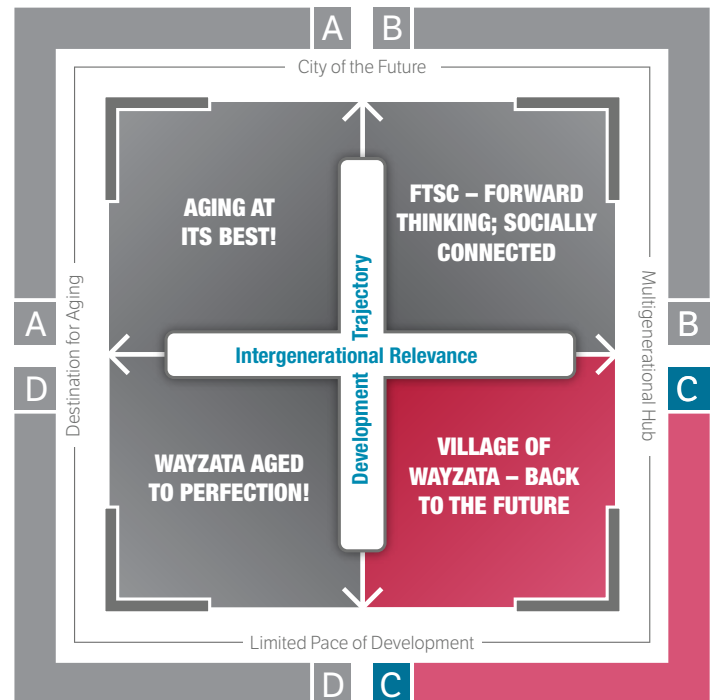 A B
City of the Future
AGING AT
ITS BEST!
FTSC – FORWARD
THINKING; SOCIALLY
CONNECTED
Destination for Aging
Multigenerational Hub
A
B
Development Trajectory
Intergenerational Relevance
D
C
WAYZATA AGED
TO PERFECTION!
VILLAGE OF
WAYZATA – BACK
TO THE FUTURE
Limited Pace of Development
D C